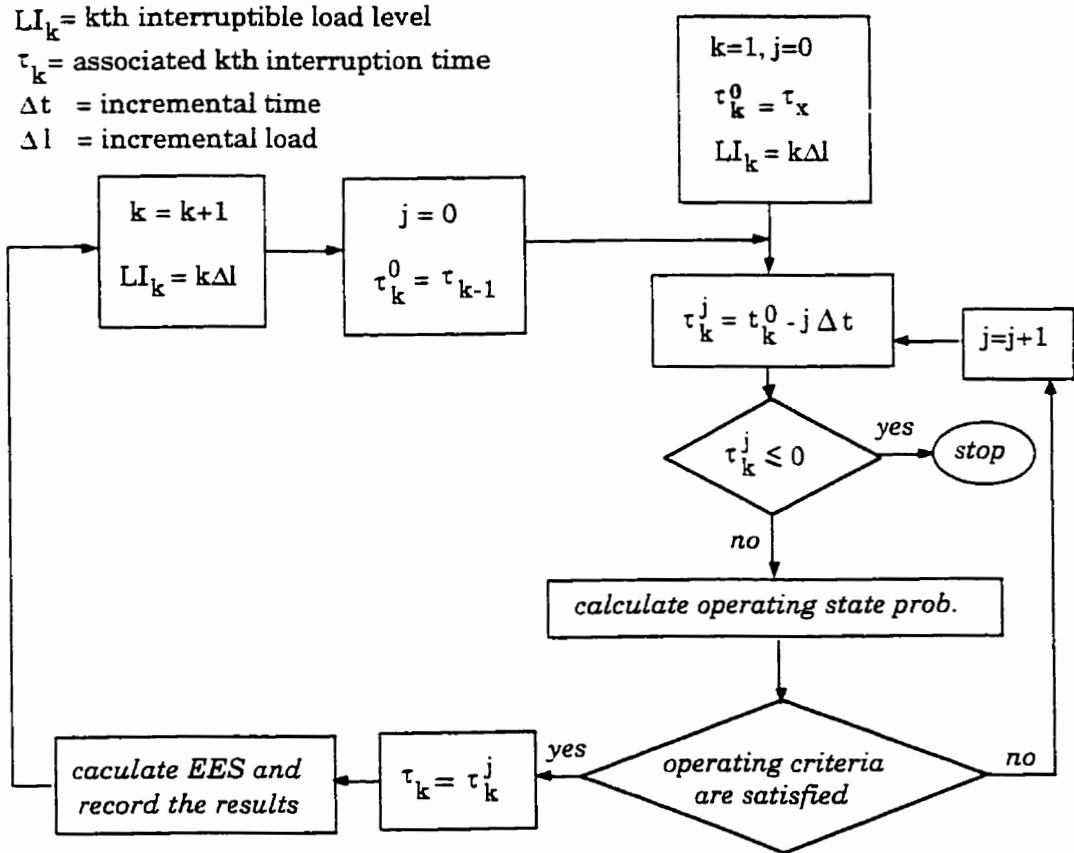 LI_k = kth interruptible load level
τ_k = associated kth interruption time
Δt = incremental time
Δl = incremental load
k=1, j=0
τ_k^0 = τ_x
LI_k = kΔl
k = k+1
LI_k = kΔl
j = 0
τ_k^0 = τ_{k-1}
τ_k^j = t_k^0 - j Δt
j=j+1
τ_k^j ⩽ 0
yes
stop
no
calculate operating state prob.
operating criteria
are satisfied
no
yes
τ_k = τ_k^j
caculate EES and
record the results